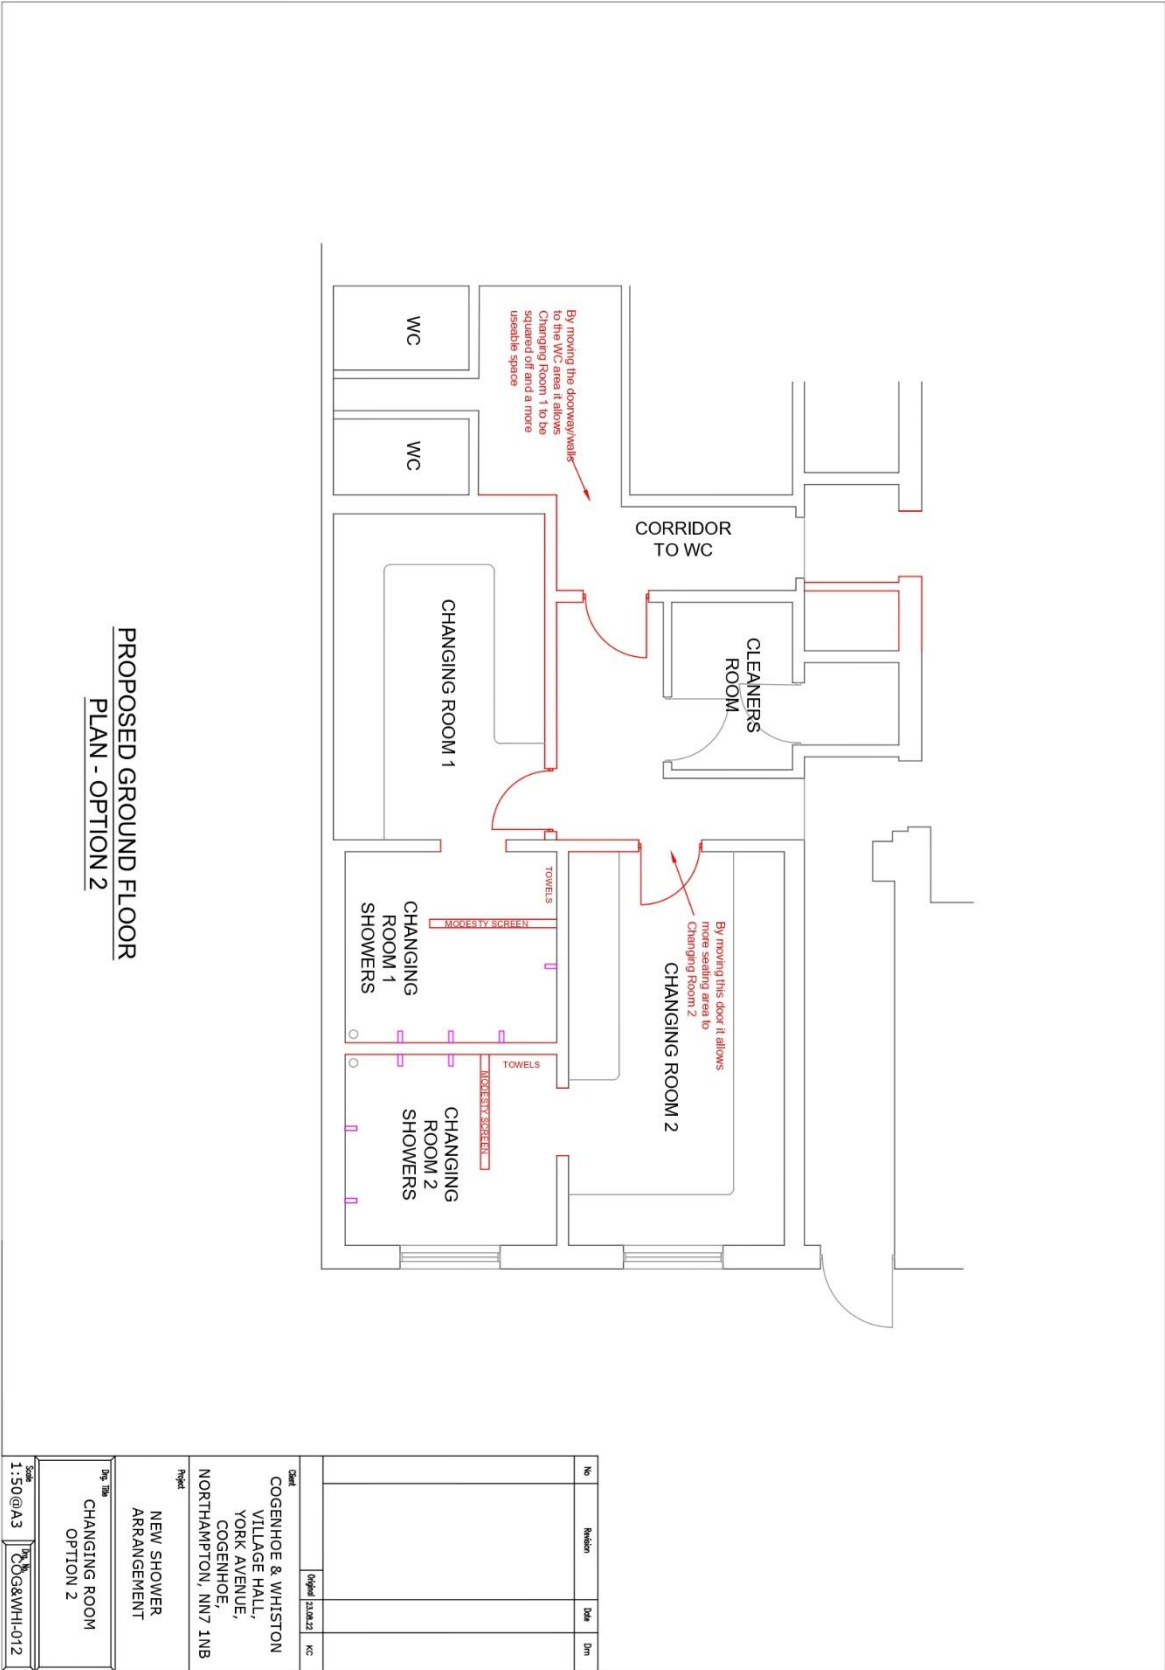 WC
WC
By moving the doorway/walls
to the WC area it allows
Changing Room 1 to be
squared off and a more
useable space
CORRIDOR
TO WC
CLEANERS
ROOM
CHANGING ROOM 1
By moving this door it allows
more seating area to
Changing Room 2
CHANGING ROOM 2
TOWELS
MODESTY SCREEN
CHANGING
ROOM 1
SHOWERS
TOWELS
MODESTY SCREEN
CHANGING
ROOM 2
SHOWERS
PROPOSED GROUND FLOOR
PLAN - OPTION 2
No Revision Date Drn
Original 23.08.22 KC
Client
COGENHOE & WHISTON
VILLAGE HALL,
YORK AVENUE,
COGENHOE,
NORTHAMPTON, NN7 1NB
Project
NEW SHOWER
ARRANGEMENT
Drg. Title
CHANGING ROOM
OPTION 2
Scale
1:50@A3
Drg. No.
COG&WHI-012